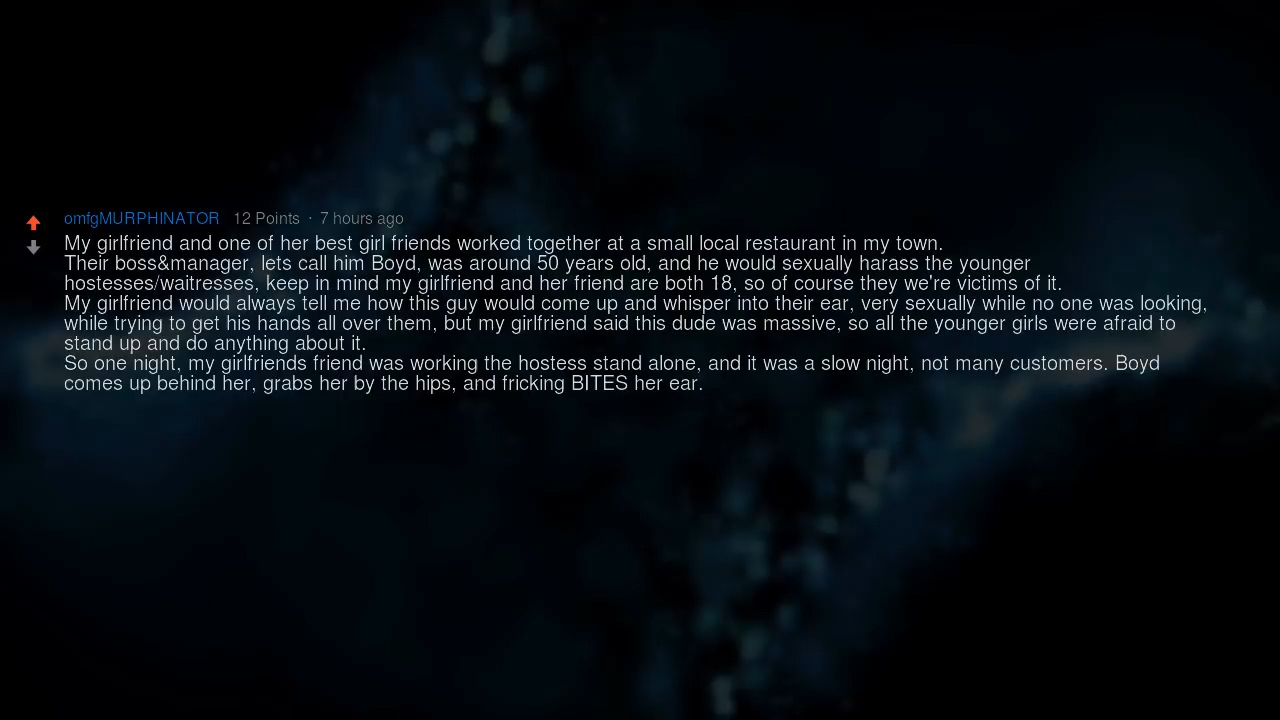 omfgMURPHINATOR 12 Points · 7 hours ago
My girlfriend and one of her best girl friends worked together at a small local restaurant in my town.
Their boss&manager, lets call him Boyd, was around 50 years old, and he would sexually harass the younger
hostesses/waitresses, keep in mind my girlfriend and her friend are both 18, so of course they we're victims of it.
My girlfriend would always tell me how this guy would come up and whisper into their ear, very sexually while no one was looking,
while trying to get his hands all over them, but my girlfriend said this dude was massive, so all the younger girls were afraid to
stand up and do anything about it.
So one night, my girlfriends friend was working the hostess stand alone, and it was a slow night, not many customers. Boyd
comes up behind her, grabs her by the hips, and fricking BITES her ear.